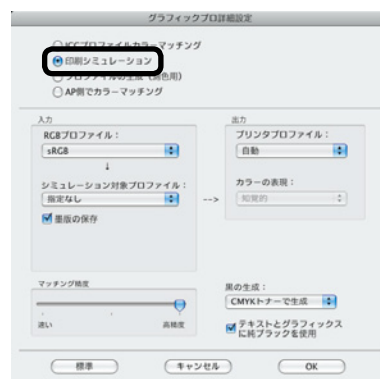 グラフィックプロ詳細設定
ICCプロファイルカラーマッチング
印刷シミュレーション
プロファイルの生成（測色用）
AP側でカラーマッチング
入力
RGBプロファイル：
sRGB
↓
シミュレーション対象プロファイル：
指定なし
墨版の保存
-->
出力
プリンタプロファイル：
自動
カラーの表現：
知覚的
マッチング精度
速い
高精度
黒の生成：
CMYKトナーで生成
テキストとグラフィックス
に純ブラックを使用
標準
キャンセル
OK